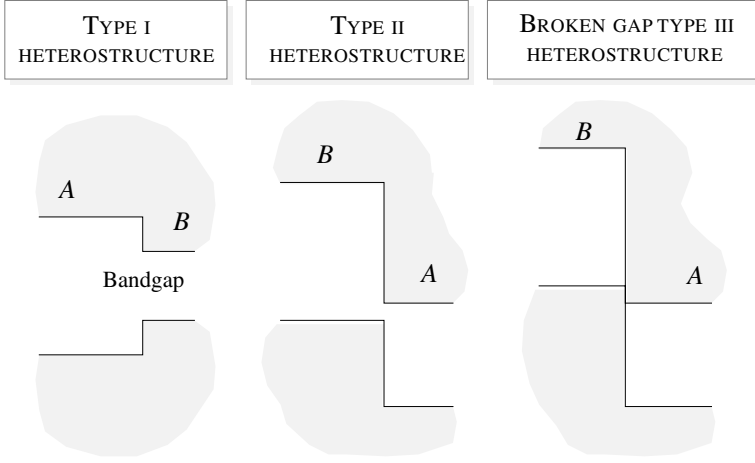 TYPE I
HETEROSTRUCTURE
TYPE II
HETEROSTRUCTURE
BROKEN GAP TYPE III
HETEROSTRUCTURE
A
B
Bandgap
B
A
B
A